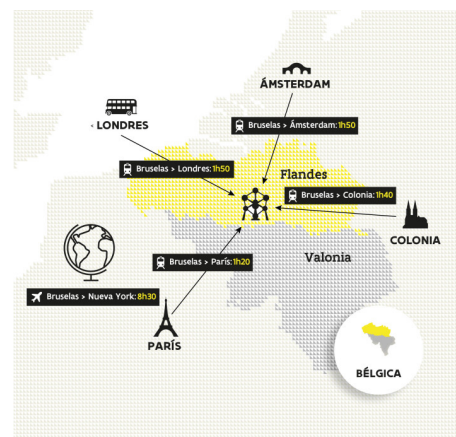 ÁMSTERDAM
LONDRES
Bruselas > Ámsterdam: 1h50
Bruselas > Londres: 1h50
Flandes
Bruselas > Colonia: 1h40
COLONIA
Valonia
Bruselas > París: 1h20
Bruselas > Nueva York: 8h30
PARÍS
BÉLGICA